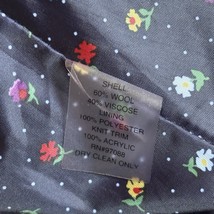 SHELL
60% WOOL
40% VISCOSE
LINING
100% POLYESTER
KNIT TRIM
100% ACRYLIC
DRY CLEAN ONLY